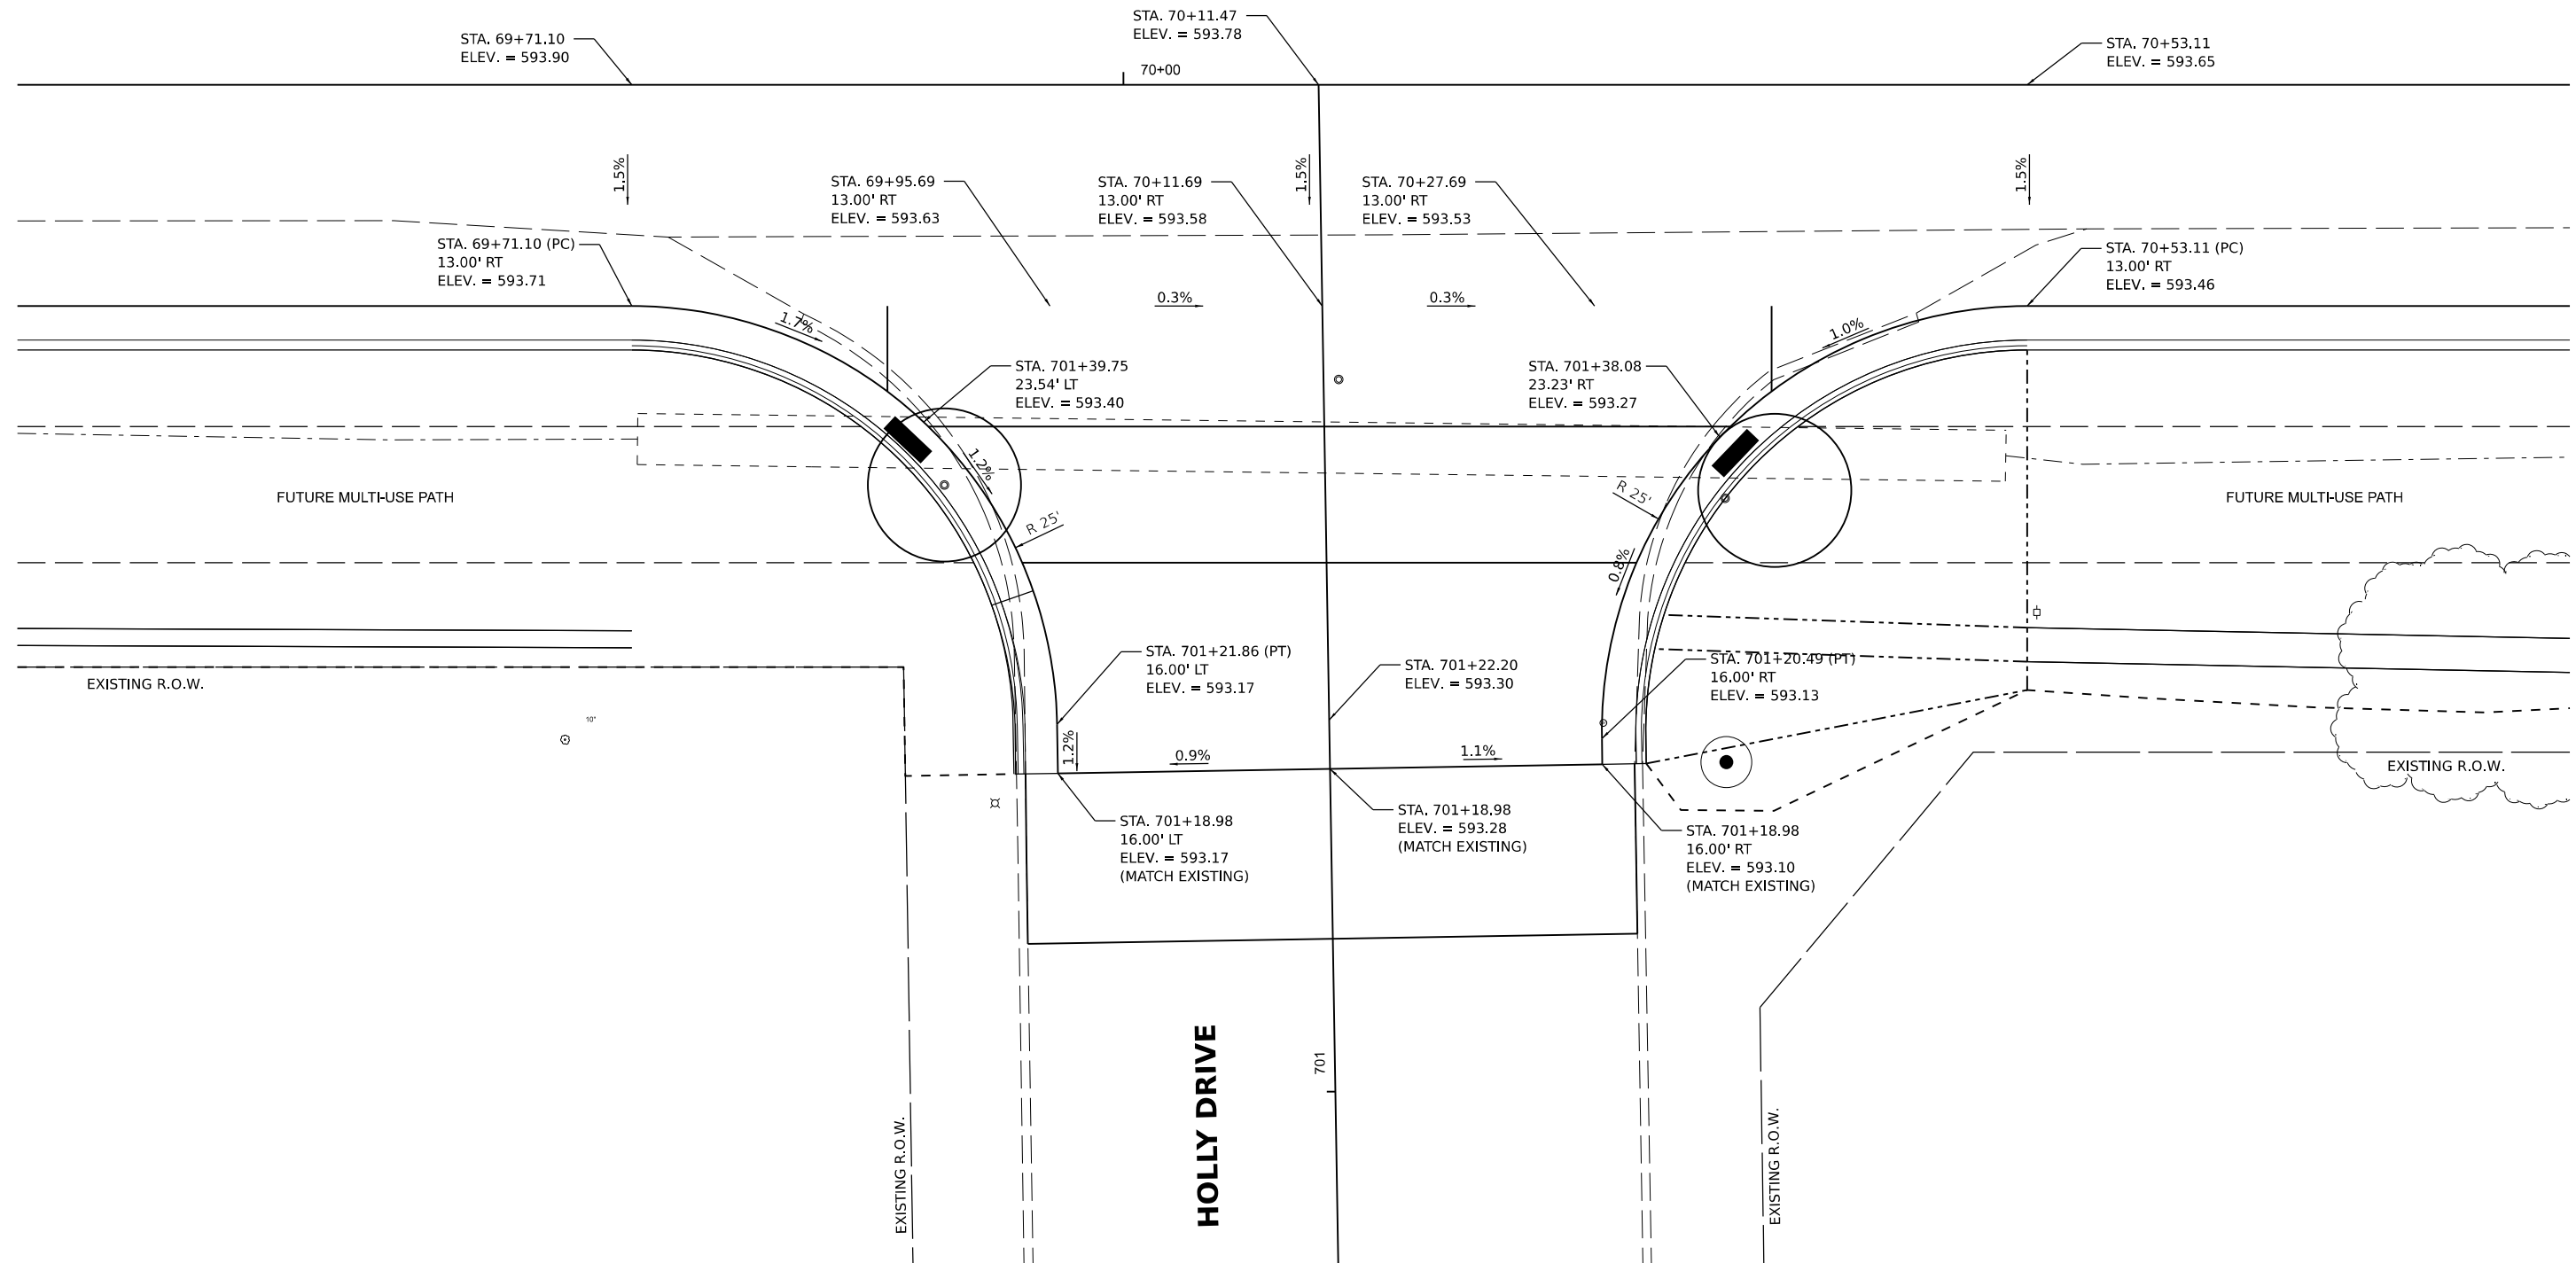 STA. 70+11.47
ELEV. = 593.78
STA. 69+71.10
ELEV. = 593.90
STA. 70+53.11
ELEV. = 593.65
70+00
1.5%
1.5%
1.5%
STA. 69+95.69
13.00' RT
ELEV. = 593.63
STA. 70+11.69
13.00' RT
ELEV. = 593.58
STA. 70+27.69
13.00' RT
ELEV. = 593.53
STA. 69+71.10 (PC)
13.00' RT
ELEV. = 593.71
STA. 70+53.11 (PC)
13.00' RT
ELEV. = 593.46
0.3%
0.3%
1.7%
1.0%
STA. 701+39.75
23.54' LT
ELEV. = 593.40
STA. 701+38.08
23.23' RT
ELEV. = 593.27
1.2%
R 25'
R 25'
FUTURE MULTI-USE PATH
FUTURE MULTI-USE PATH
0.8%
STA. 701+21.86 (PT)
16.00' LT
ELEV. = 593.17
STA. 701+22.20
ELEV. = 593.30
STA. 701+20.49 (PT)
16.00' RT
ELEV. = 593.13
EXISTING R.O.W.
10"
1.2%
0.9%
1.1%
EXISTING R.O.W.
STA. 701+18.98
16.00' LT
ELEV. = 593.17
(MATCH EXISTING)
STA. 701+18.98
ELEV. = 593.28
(MATCH EXISTING)
STA. 701+18.98
16.00' RT
ELEV. = 593.10
(MATCH EXISTING)
701
HOLLY DRIVE
EXISTING R.O.W.
EXISTING R.O.W.